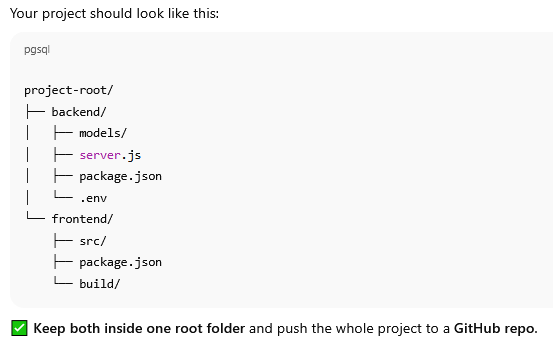 Your project should look like this:
pgsql
project-root/
├── backend/
│   ├── models/
│   ├── server.js
│   ├── package.json
│   └── .env
└── frontend/
    ├── src/
    ├── package.json
    └── build/
✅ Keep both inside one root folder and push the whole project to a GitHub repo.